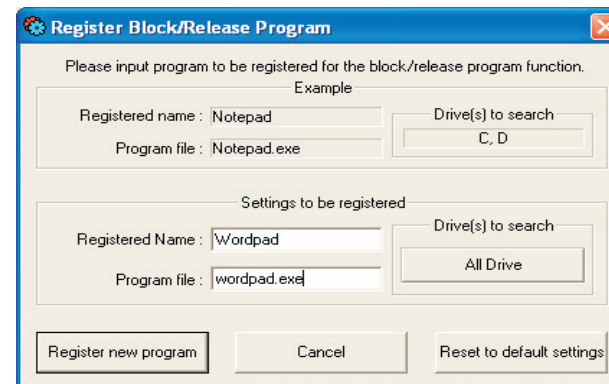 Register Block/Release Program
Please input program to be registered for the block/release program function.
Example
Registered name : Notepad
Drive(s) to search
C, D
Program file : Notepad.exe
Settings to be registered
Registered Name : Wordpad
Drive(s) to search
All Drive
Program file : wordpad.exe
Register new program Cancel Reset to default settings